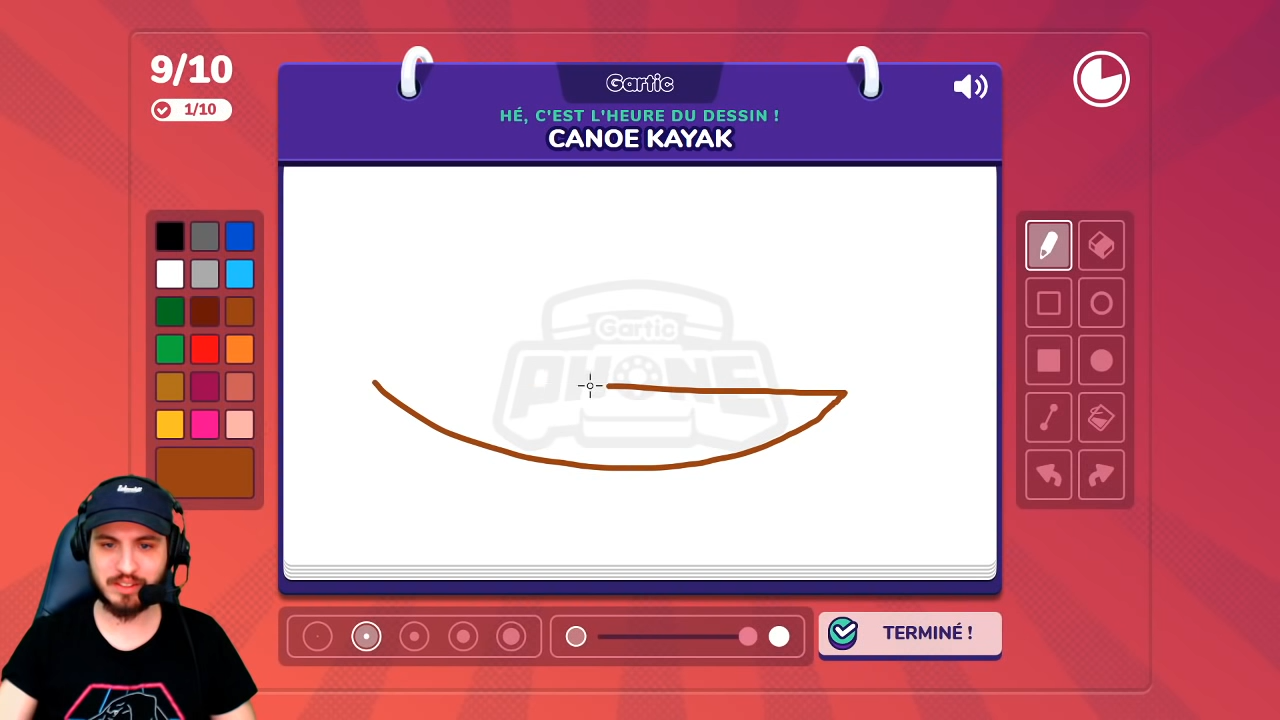 9/10
1/10
Gartic
HÉ, C'EST L'HEURE DU DESSIN !
CANOE KAYAK
Gartic
PHONE
TERMINÉ !